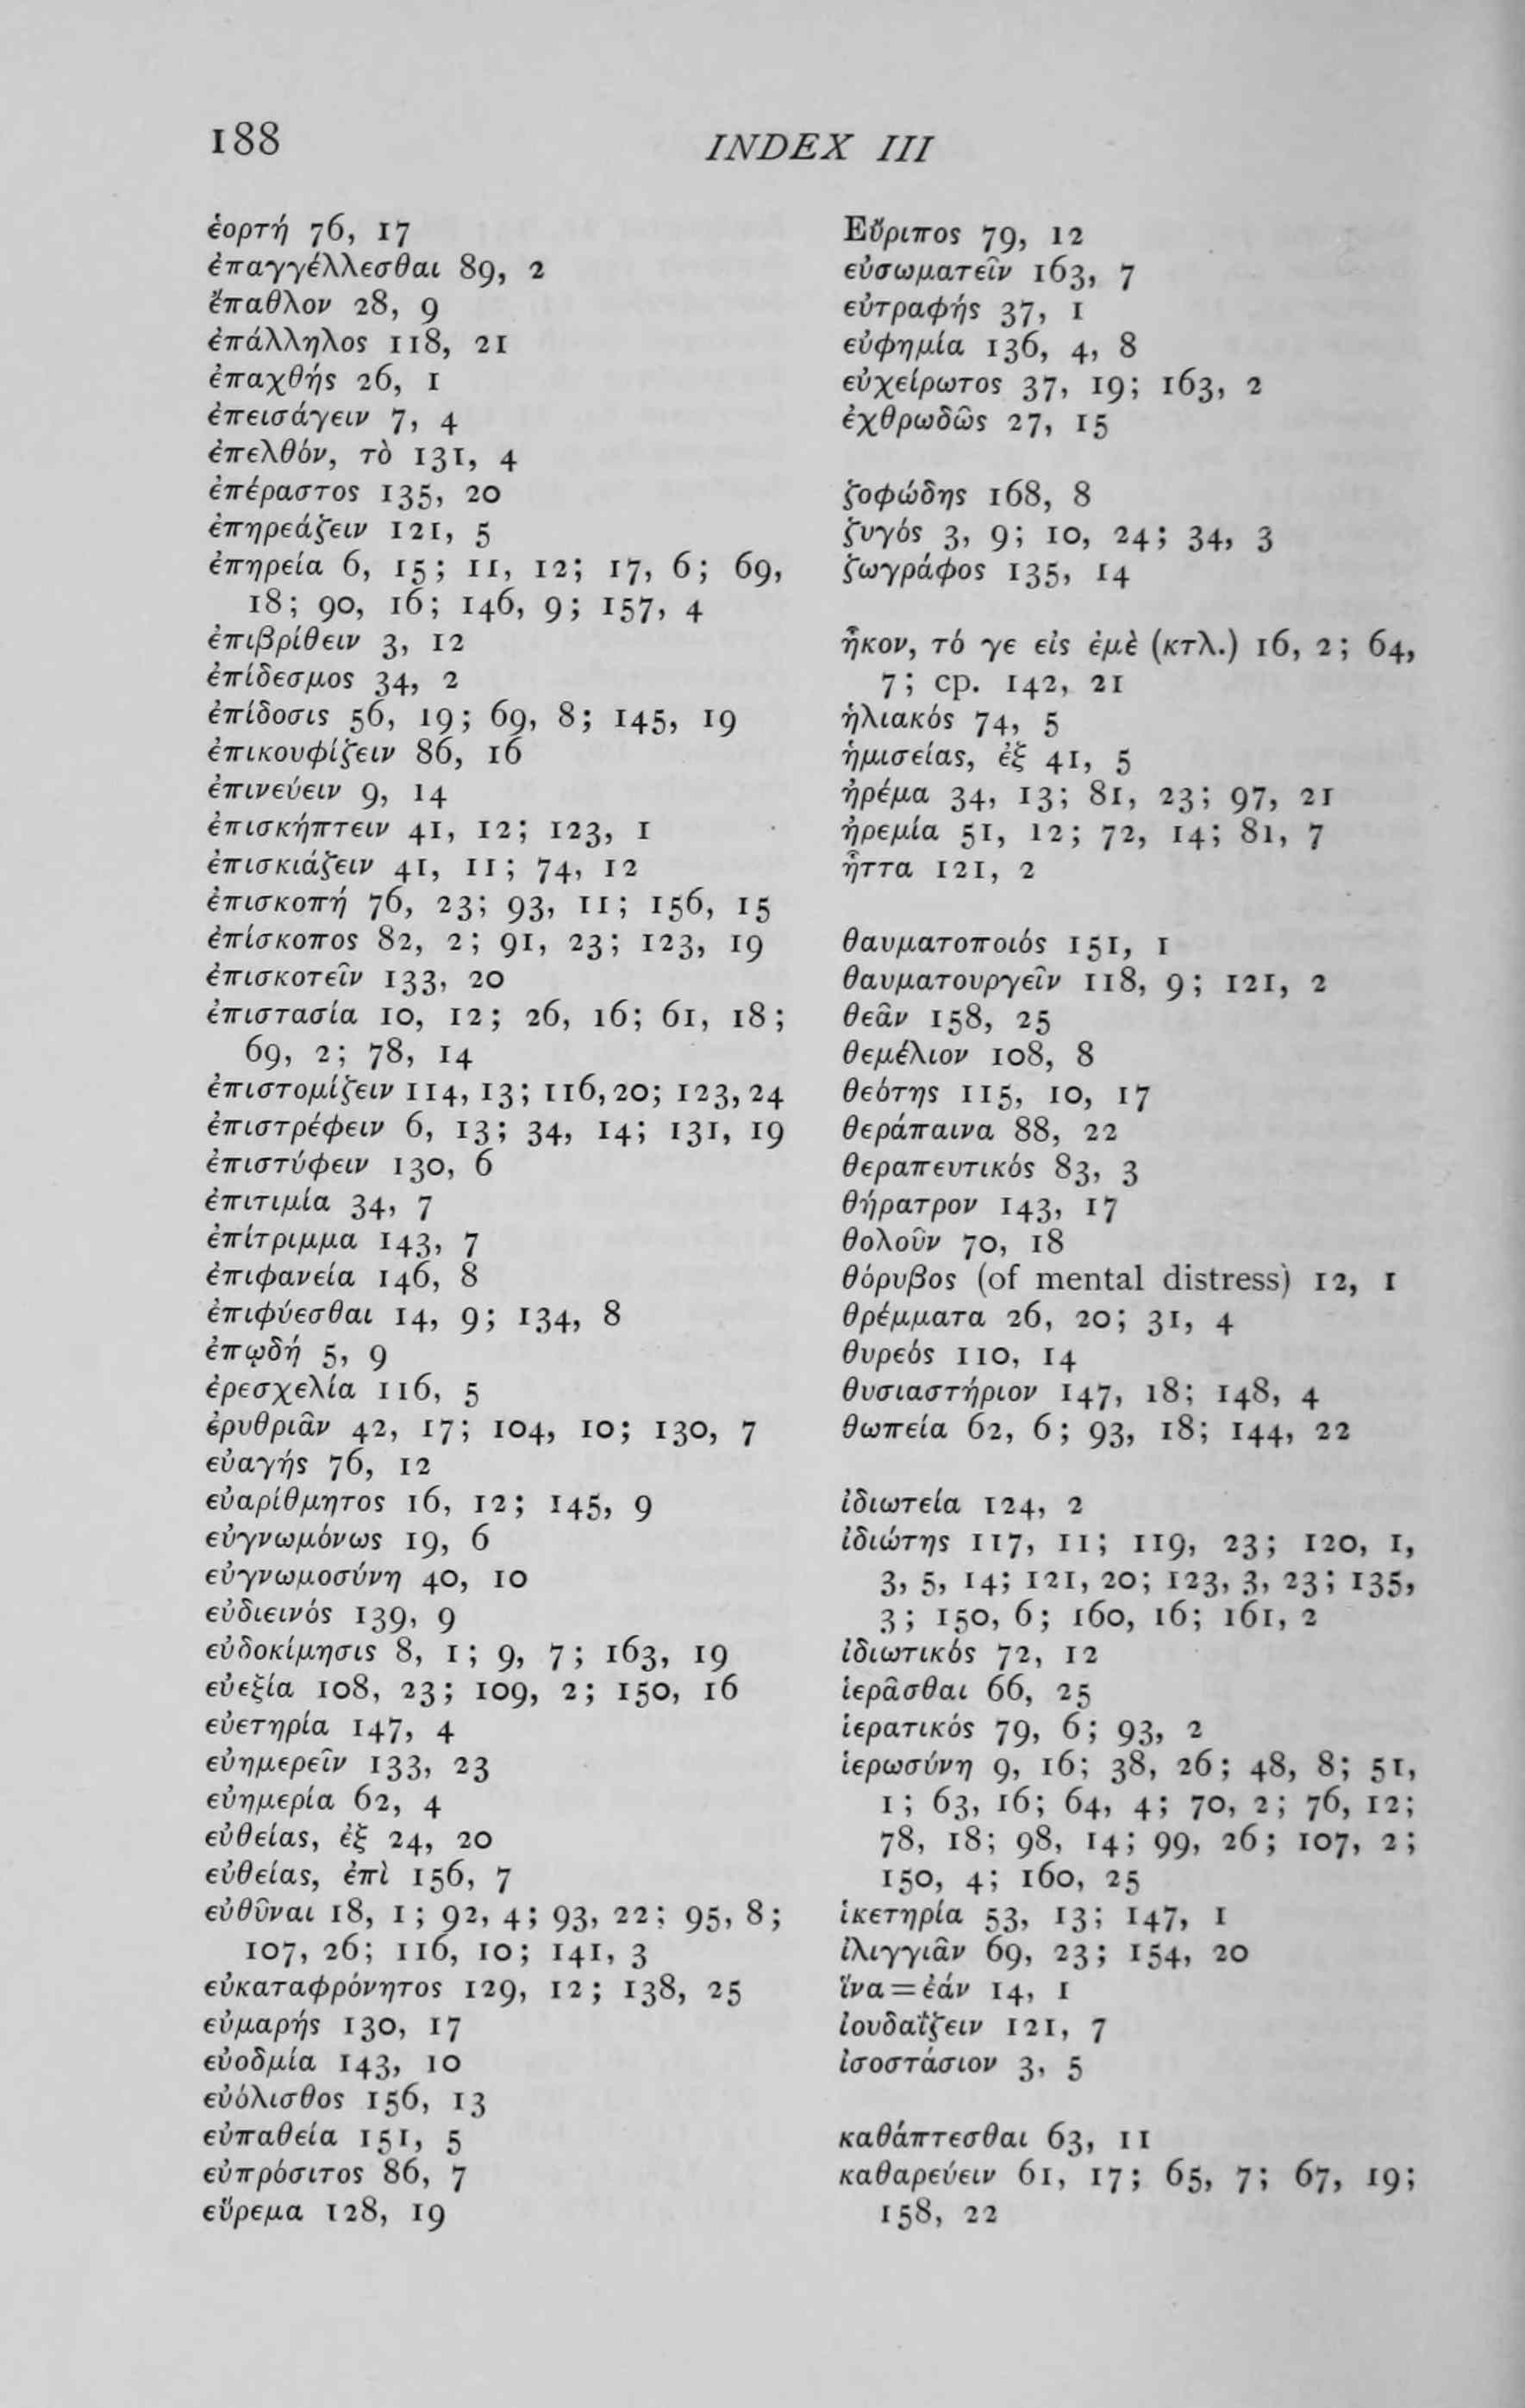 188
INDEX III
ἑορτή 76, 17
ἐπαγγέλλεσθαι 89, 2
ἔπαθλον 28, 9
ἐπάλληλος 118, 21
ἐπαχθής 26, 1
ἐπεισάγειν 7, 4
ἐπελθόν, τὸ 131, 4
ἐπέραστος 135, 20
ἐπηρεάζειν 121, 5
ἐπηρεία 6, 15; 11, 12; 17, 6; 69,
18; 90, 16; 146, 9; 157, 4
ἐπιβρίθειν 3, 12
ἐπίδεσμος 34, 2
ἐπίδοσις 56, 19; 69, 8; 145, 19
ἐπικουφίζειν 86, 16
ἐπινεύειν 9, 14
ἐπισκήπτειν 41, 12; 123, 1
ἐπισκιάζειν 41, 11; 74, 12
ἐπισκοπή 76, 23; 93, 11; 156, 15
ἐπίσκοπος 82, 2; 91, 23; 123, 19
ἐπισκοτεῖν 133, 20
ἐπιστασία 10, 12; 26, 16; 61, 18;
69, 2; 78, 14
ἐπιστομίζειν 114, 13; 116, 20; 123, 24
ἐπιστρέφειν 6, 13; 34, 14; 131, 19
ἐπιστύφειν 130, 6
ἐπιτιμία 34, 7
ἐπίτριμμα 143, 7
ἐπιφανεία 146, 8
ἐπιφύεσθαι 14, 9; 134, 8
ἐπῳδή 5, 9
ἐρεσχελία 116, 5
ἐρυθριᾶν 42, 17; 104, 10; 130, 7
εὐαγής 76, 12
εὐαρίθμητος 16, 12; 145, 9
εὐγνωμόνως 19, 6
εὐγνωμοσύνη 40, 10
εὐδιεινός 139, 9
εὐδοκίμησις 8, 1; 9, 7; 163, 19
εὐεξία 108, 23; 109, 2; 150, 16
εὐετηρία 147, 4
εὐημερεῖν 133, 23
εὐημερία 62, 4
εὐθείας, ἐξ 24, 20
εὐθείας, ἐπὶ 156, 7
εὐθῦναι 18, 1; 92, 4; 93, 22; 95, 8;
107, 26; 116, 10; 141, 3
εὐκαταφρόνητος 129, 12; 138, 25
εὐμαρής 130, 17
εὐοδμία 143, 10
εὐόλισθος 156, 13
εὐπαθεία 151, 5
εὐπρόσιτος 86, 7
εὕρεμα 128, 19
Εὔριπος 79, 12
εὐσωματεῖν 163, 7
εὐτραφής 37, 1
εὐφημία 136, 4, 8
εὐχείρωτος 37, 19; 163, 2
ἐχθρωδῶς 27, 15
ζοφώδης 168, 8
ζυγός 3, 9; 10, 24; 34, 3
ζωγράφος 135, 14
ἧκον, τό γε εἰς ἐμὲ (κτλ.) 16, 2; 64,
7; cp. 142, 21
ἡλιακός 74, 5
ἡμισείας, ἐξ 41, 5
ἠρέμα 34, 13; 81, 23; 97, 21
ἠρεμία 51, 12; 72, 14; 81, 7
ἧττα 121, 2
θαυματοποιός 151, 1
θαυματουργεῖν 118, 9; 121, 2
θεᾶν 158, 25
θεμέλιον 108, 8
θεότης 115, 10, 17
θεράπαινα 88, 22
θεραπευτικός 83, 3
θήρατρον 143, 17
θολοῦν 70, 18
θόρυβος (of mental distress) 12, 1
θρέμματα 26, 20; 31, 4
θυρεός 110, 14
θυσιαστήριον 147, 18; 148, 4
θωπεία 62, 6; 93, 18; 144, 22
ἰδιωτεία 124, 2
ἰδιώτης 117, 11; 119, 23; 120, 1,
3, 5, 14; 121, 20; 123, 3, 23; 135,
3; 150, 6; 160, 16; 161, 2
ἰδιωτικός 72, 12
ἱερᾶσθαι 66, 25
ἱερατικός 79, 6; 93, 2
ἱερωσύνη 9, 16; 38, 26; 48, 8; 51,
1; 63, 16; 64, 4; 70, 2; 76, 12;
78, 18; 98, 14; 99, 26; 107, 2;
150, 4; 160, 25
ἱκετηρία 53, 13; 147, 1
ἰλιγγιᾶν 69, 23; 154, 20
ἵνα = ἐάν 14, 1
ἰουδαΐζειν 121, 7
ἰσοστάσιον 3, 5
καθάπτεσθαι 63, 11
καθαρεύειν 61, 17; 65, 7; 67, 19;
158, 22